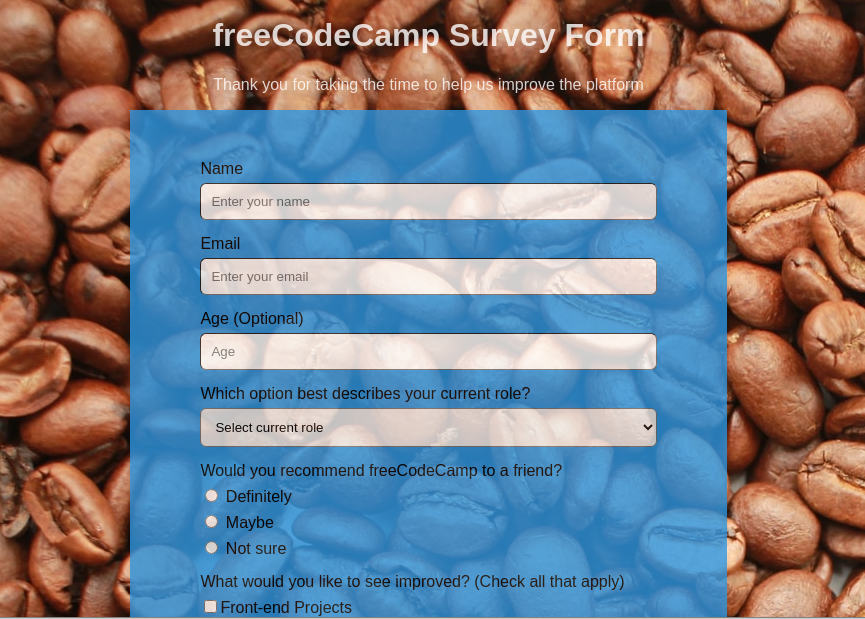 freeCodeCamp Survey Form
Thank you for taking the time to help us improve the platform
Name
Enter your name
Email
Enter your email
Age (Optional)
Age
Which option best describes your current role?
Select current role
Would you recommend freeCodeCamp to a friend?
Definitely
Maybe
Not sure
What would you like to see improved? (Check all that apply)
Front-end Projects